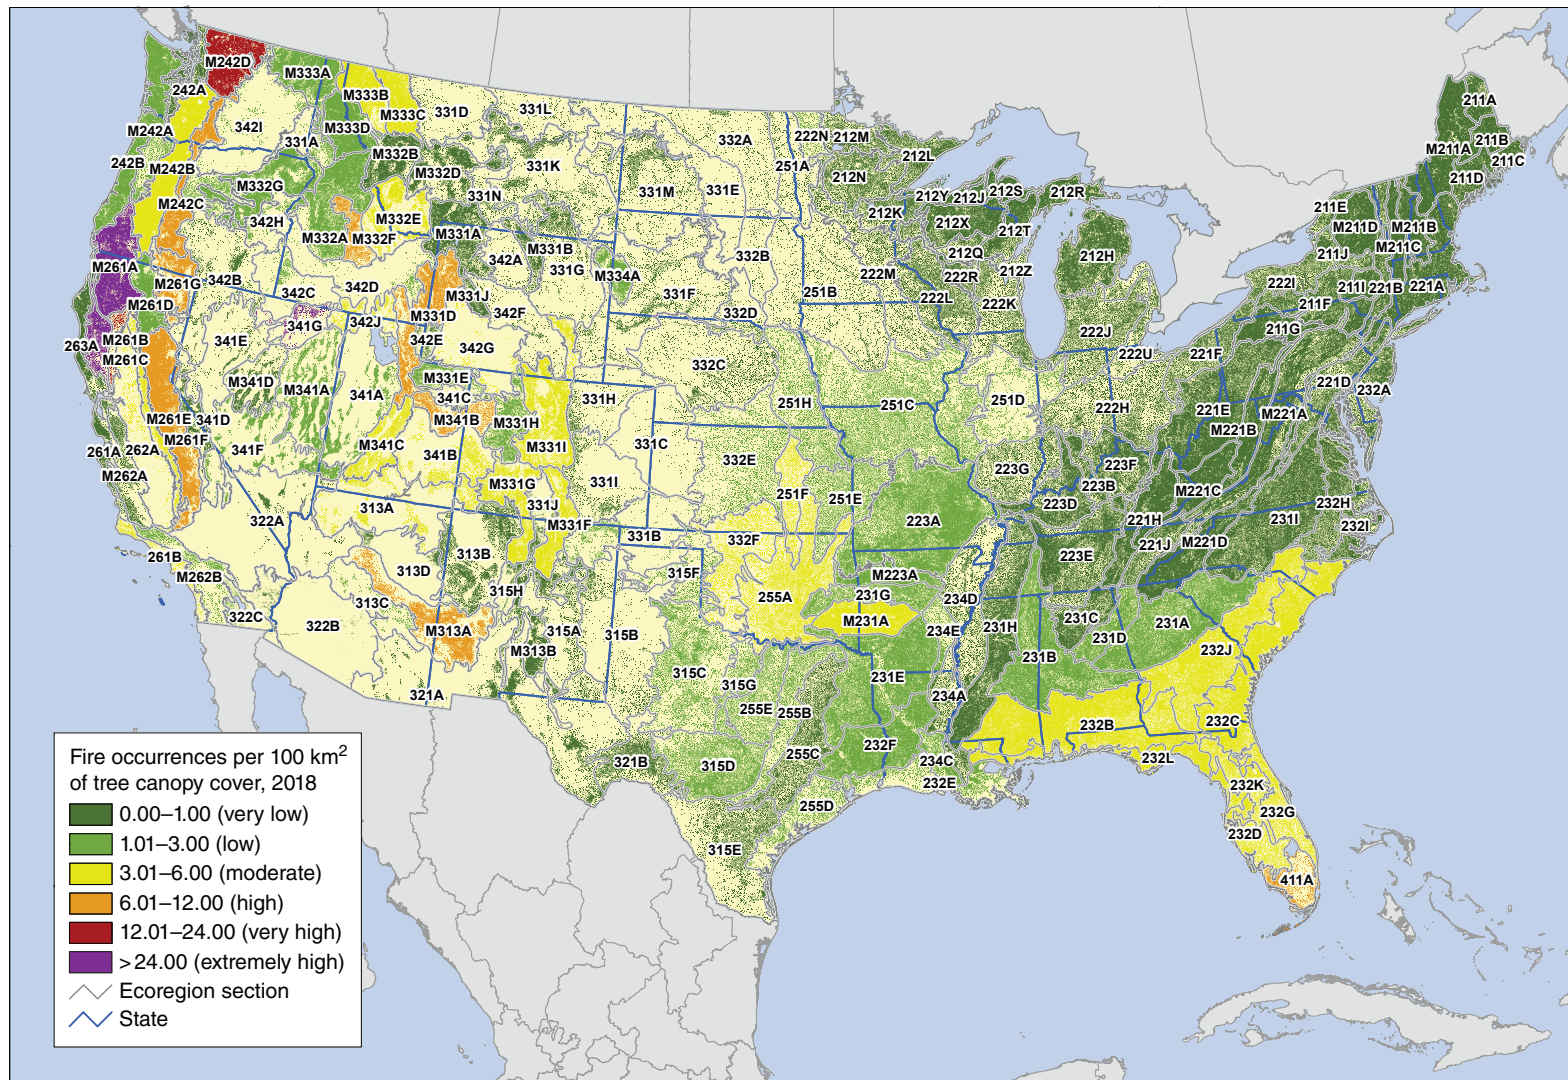 M242D
M333A
242A
M333B
M333C
331D
331L
342I
M242A
M333D
331A
332A
222N
212M
251A
212L
211A
211B
M211A
211C
211D
242B
M242B
M332B
M332D
331K
M332G
331N
331M
331E
212N
212Y
212J
212S
212R
M242C
342H
M332E
212K
212X
212T
211E
M211D
M211B
M332A
M332F
M331A
M331B
342A
332B
212Q
212Z
212H
211J
M211C
M261A
M261G
342B
331G
M334A
222M
222R
222I
211I
221B
221A
342C
342D
M331J
331F
251B
222L
222K
211F
M261D
341G
342J
M331D
342F
332D
222J
211G
263A
M261B
M261C
341E
342E
342G
222U
221F
M341D
M341A
341A
M331E
341C
331H
332C
251H
251C
251D
222H
221D
232A
221E
M221A
M261E
341D
M341B
M331H
M221B
M261F
261A
262A
341F
M341C
341B
M331I
331C
332E
223G
223F
M262A
M331G
331I
251F
251E
223B
223D
M221C
331J
232H
322A
313A
M331F
331B
332F
223A
221H
231I
232I
261B
313B
223E
221J
M221D
M262B
313D
315H
315F
M223A
322C
313C
255A
231G
234D
322B
M313A
315A
315B
M231A
234E
231H
231C
231D
231A
M313B
231B
232J
315C
231E
321A
315G
234A
255E
255B
232B
232C
321B
315D
255C
232F
234C
232L
232E
232K
255D
232G
232D
315E
411A
Fire occurrences per 100 km²
of tree canopy cover, 2018
0.00–1.00 (very low)
1.01–3.00 (low)
3.01–6.00 (moderate)
6.01–12.00 (high)
12.01–24.00 (very high)
>24.00 (extremely high)
Ecoregion section
State